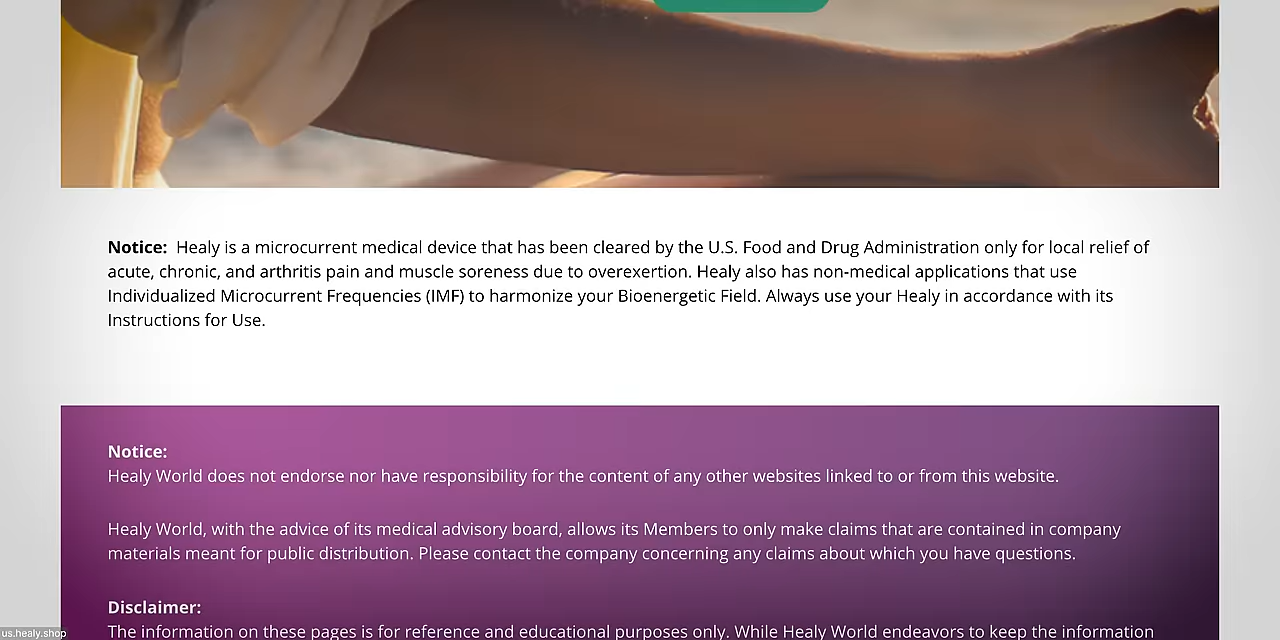 Notice: Healy is a microcurrent medical device that has been cleared by the U.S. Food and Drug Administration only for local relief of
acute, chronic, and arthritis pain and muscle soreness due to overexertion. Healy also has non-medical applications that use
Individualized Microcurrent Frequencies (IMF) to harmonize your Bioenergetic Field. Always use your Healy in accordance with its
Instructions for Use.
Notice:
Healy World does not endorse nor have responsibility for the content of any other websites linked to or from this website.
Healy World, with the advice of its medical advisory board, allows its Members to only make claims that are contained in company
materials meant for public distribution. Please contact the company concerning any claims about which you have questions.
Disclaimer:
The information on these pages is for reference and educational purposes only. While Healy World endeavors to keep the information
us.healy.shop